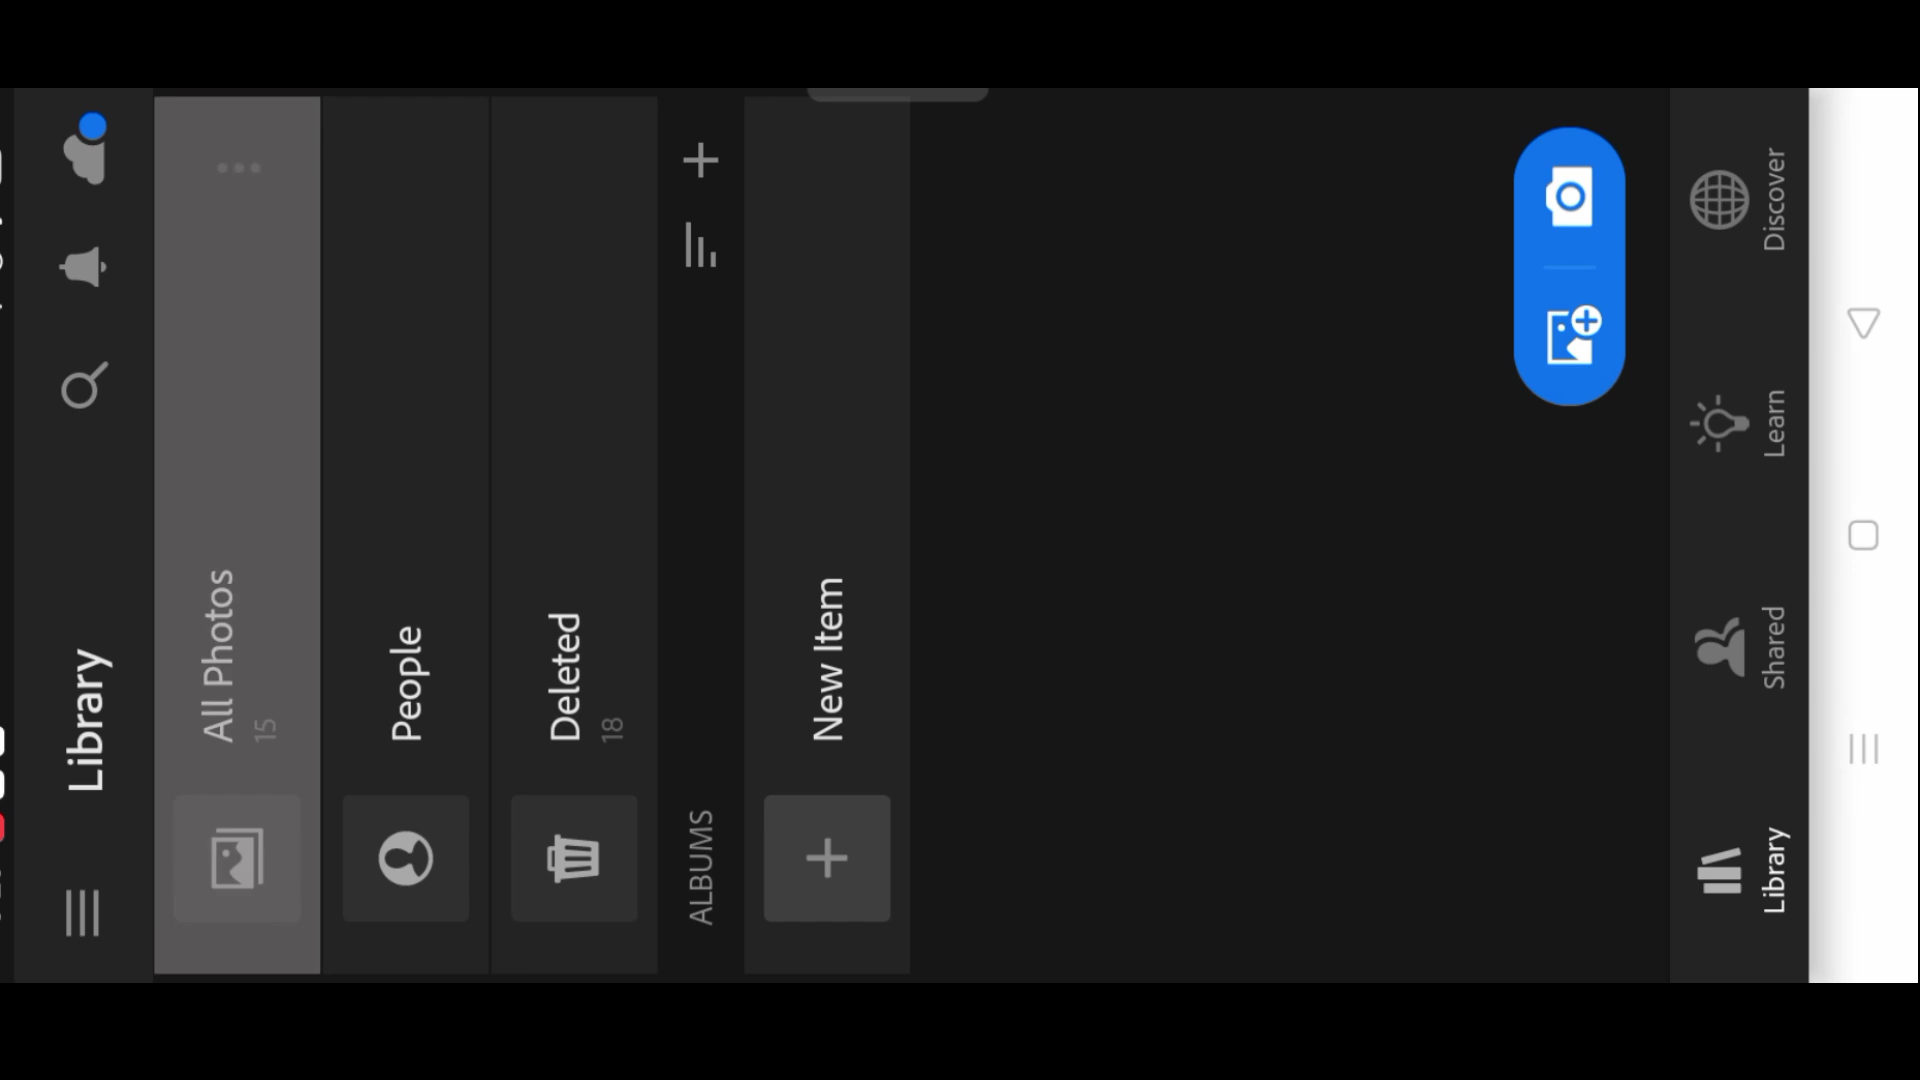 Library
All Photos
15
People
Deleted
18
ALBUMS
New Item
Library
Shared
Learn
Discover